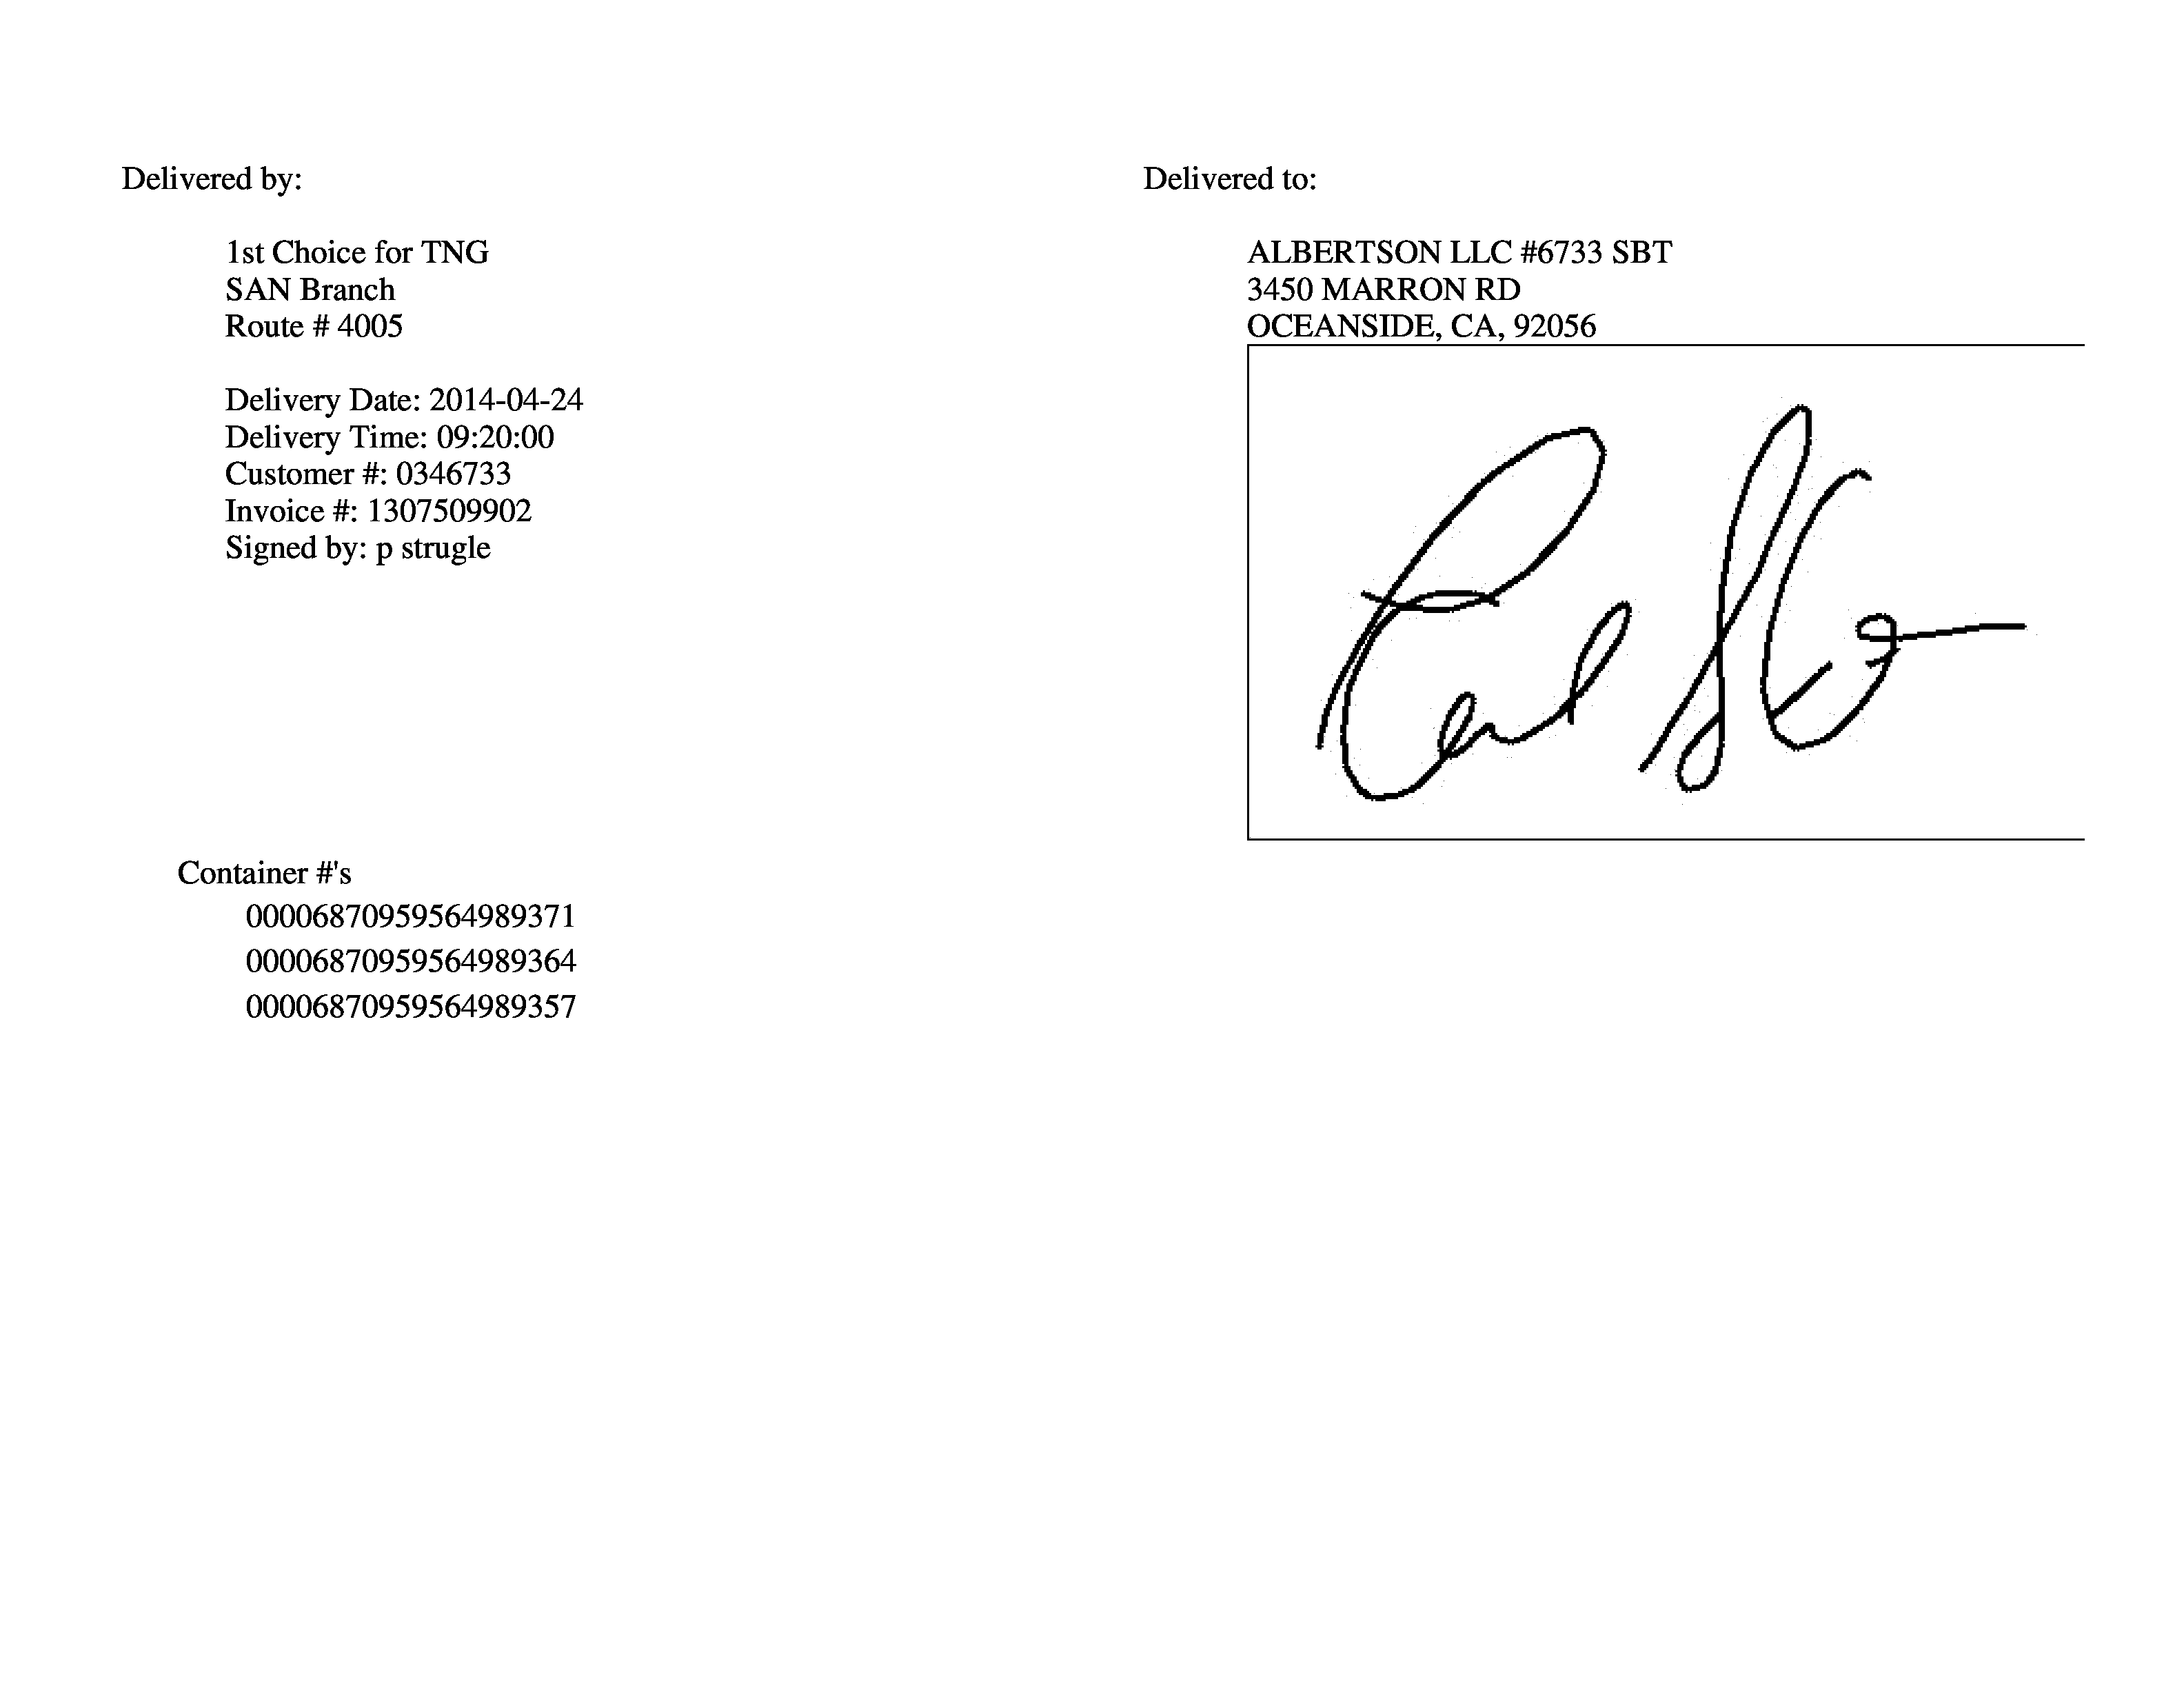 Delivered by:
1st Choice for TNG
SAN Branch
Route # 4005
Delivery Date: 2014-04-24
Delivery Time: 09:20:00
Customer #: 0346733
Invoice #: 1307509902
Signed by: p strugle
Delivered to:
ALBERTSON LLC #6733 SBT
3450 MARRON RD
OCEANSIDE, CA, 92056
Container #'s
00006870959564989371
00006870959564989364
00006870959564989357